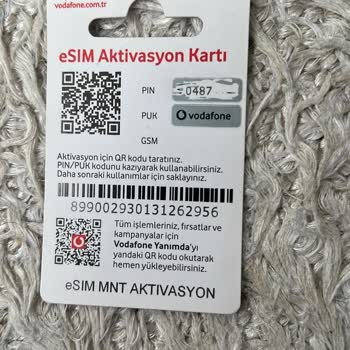 vodafone.com.tr
eSIM Aktivasyon Kartı
PIN 0487
PUK vodafone
GSM
Aktivasyon için QR kodu taratınız.
PIN/PUK kodunu kazıyarak kullanabilirsiniz.
Daha sonraki kullanımlar için saklayınız.
899002930131262956
Tüm işlemleriniz, fırsatlar ve
kampanyalar için
Vodafone Yanımda'yı
yandaki QR kodu okutarak
hemen yükleyebilirsiniz.
eSIM MNT AKTIVASYON